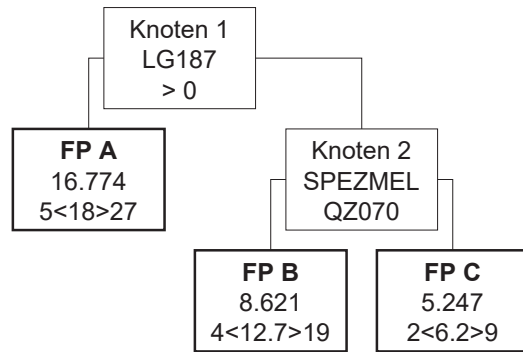 Knoten 1
LG187
> 0
FP A
16.774
5<18>27
Knoten 2
SPEZMEL
QZ070
FP B
8.621
4<12.7>19
FP C
5.247
2<6.2>9